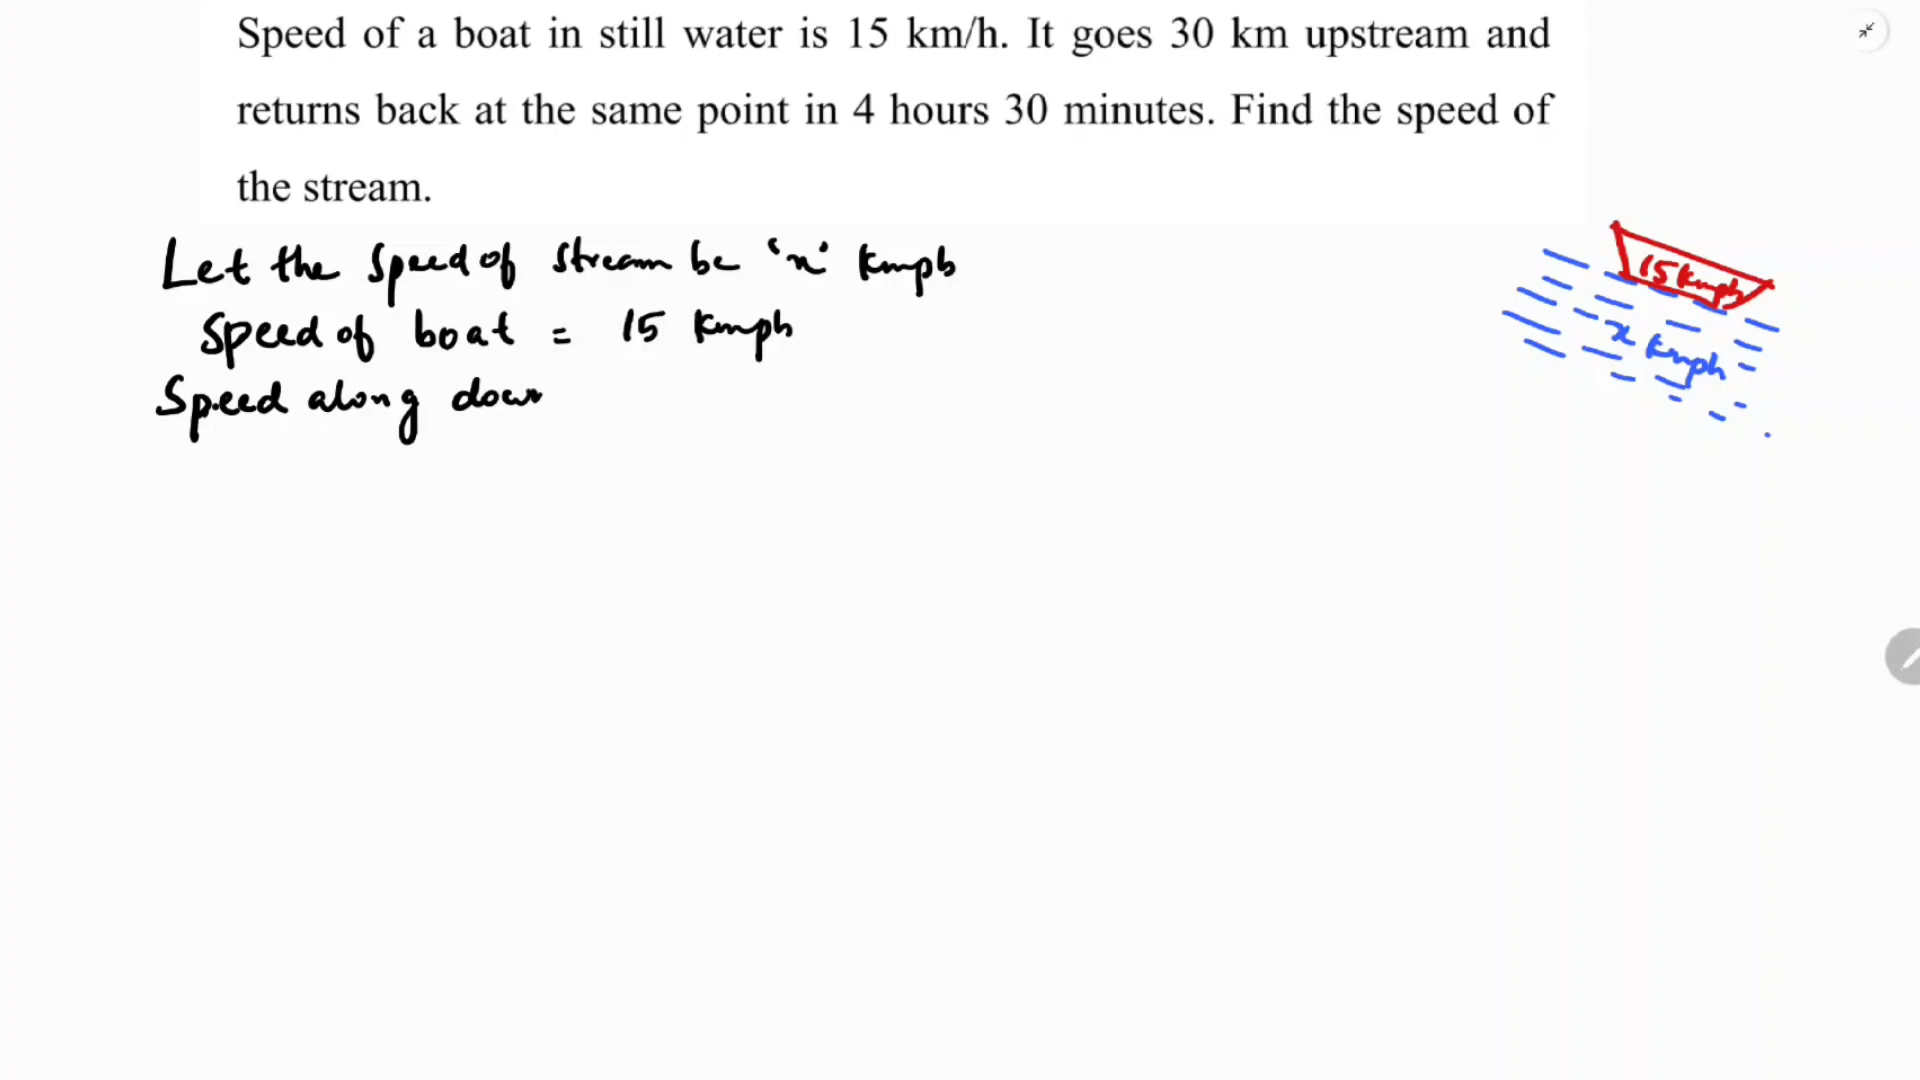 Speed of a boat in still water is 15 km/h. It goes 30 km upstream and
returns back at the same point in 4 hours 30 minutes. Find the speed of
the stream.
Let the speed of stream be 'x' kmph
Speed of boat = 15 kmph
Speed along down
15 kmph
x kmph